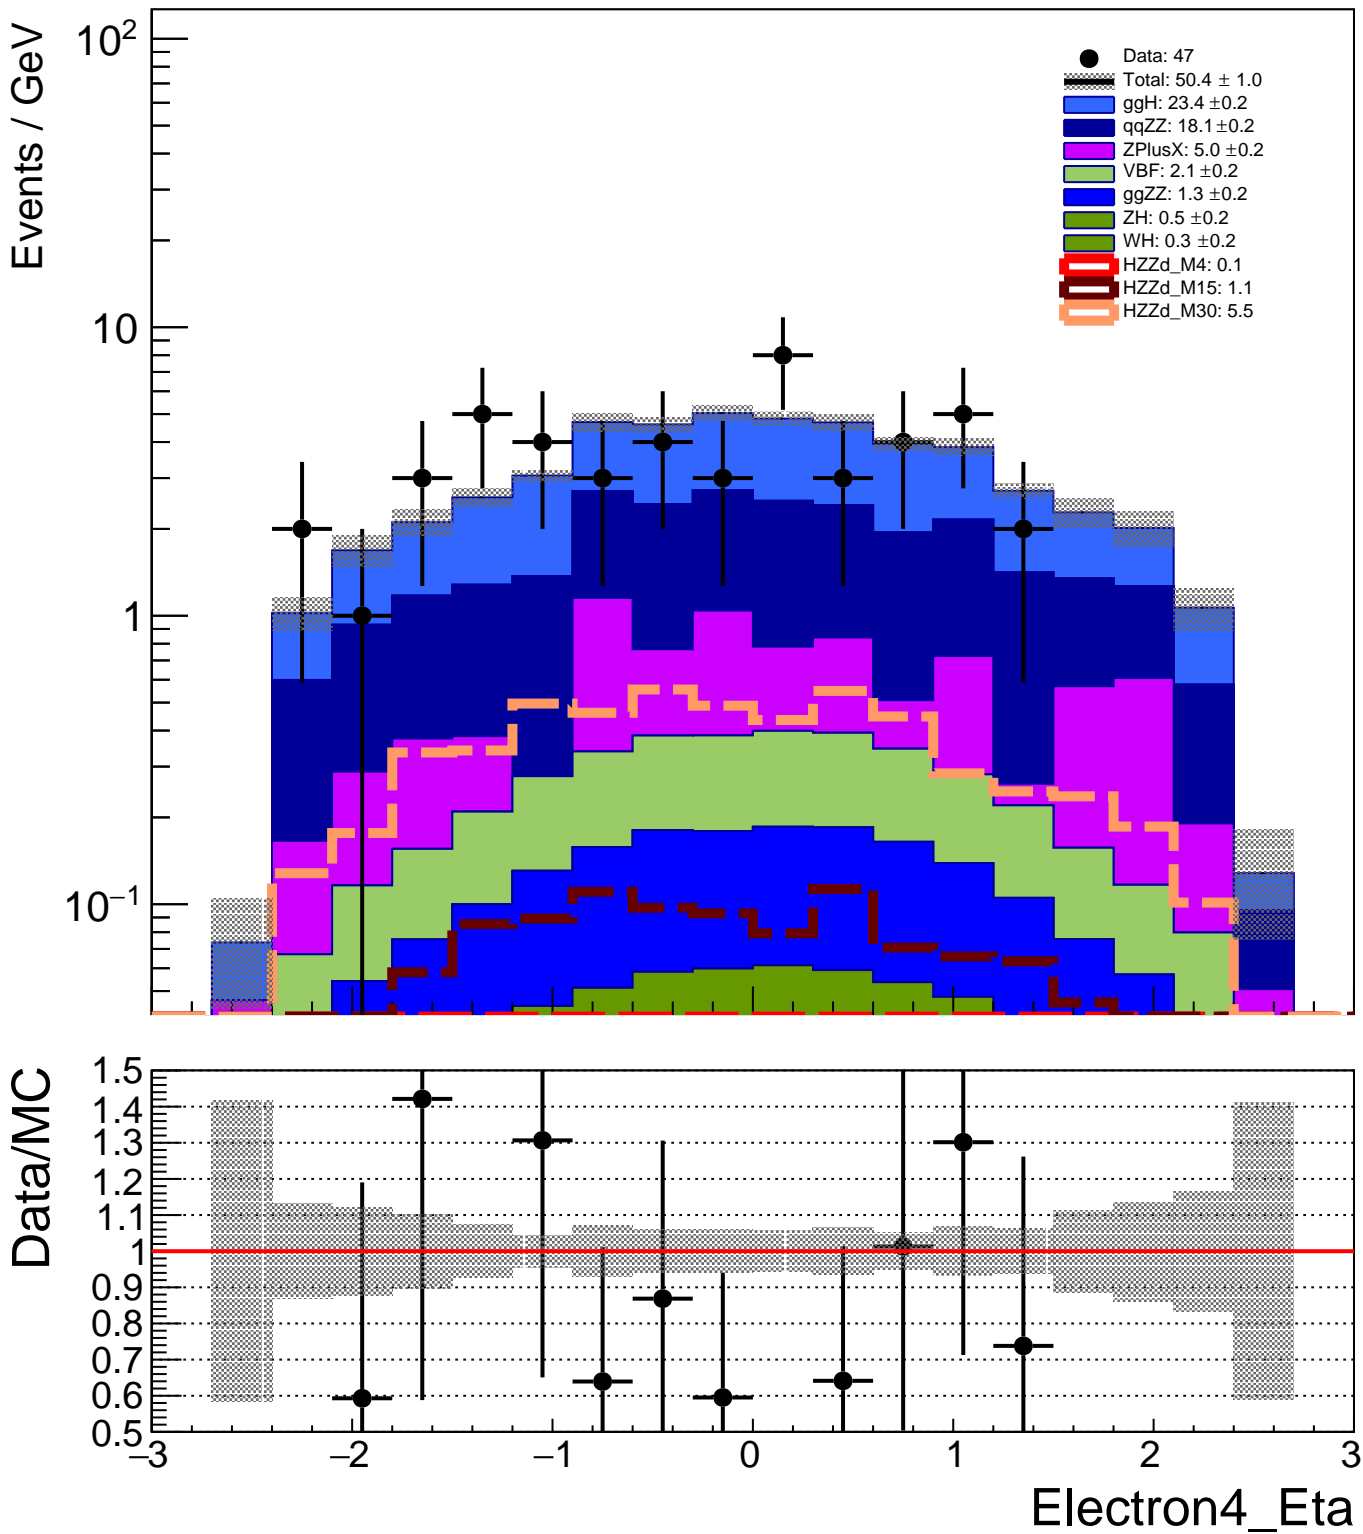 Events / GeV
10²
10
1
10⁻¹
Data: 47
Total: 50.4 ± 1.0
ggH: 23.4 ±0.2
qqZZ: 18.1 ±0.2
ZPlusX: 5.0 ±0.2
VBF: 2.1 ±0.2
ggZZ: 1.3 ±0.2
ZH: 0.5 ±0.2
WH: 0.3 ±0.2
HZZd_M4: 0.1
HZZd_M15: 1.1
HZZd_M30: 5.5
Data/MC
1.5
1.4
1.3
1.2
1.1
1
0.9
0.8
0.7
0.6
0.5
−3 −2 −1 0 1 2 3
Electron4_Eta